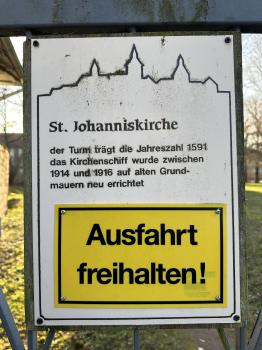 St. Johanniskirche
der Turm trägt die Jahreszahl 1591
das Kirchenschiff wurde zwischen
1914 und 1916 auf alten Grund-
mauern neu errichtet
Ausfahrt
freihalten!